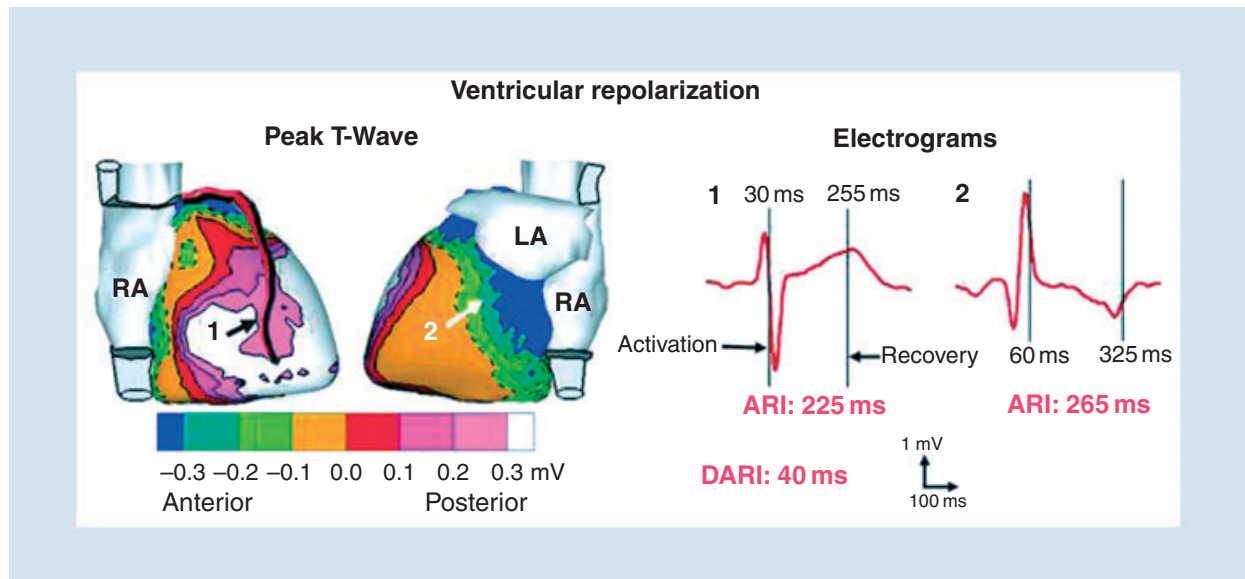 Ventricular repolarization
Peak T-Wave
RA
1
2
LA
RA
−0.3 −0.2 −0.1 0.0 0.1 0.2 0.3 mV
Anterior
Posterior
Electrograms
1
30 ms
255 ms
Activation
Recovery
ARI: 225 ms
2
60 ms
325 ms
ARI: 265 ms
DARI: 40 ms
1 mV
100 ms